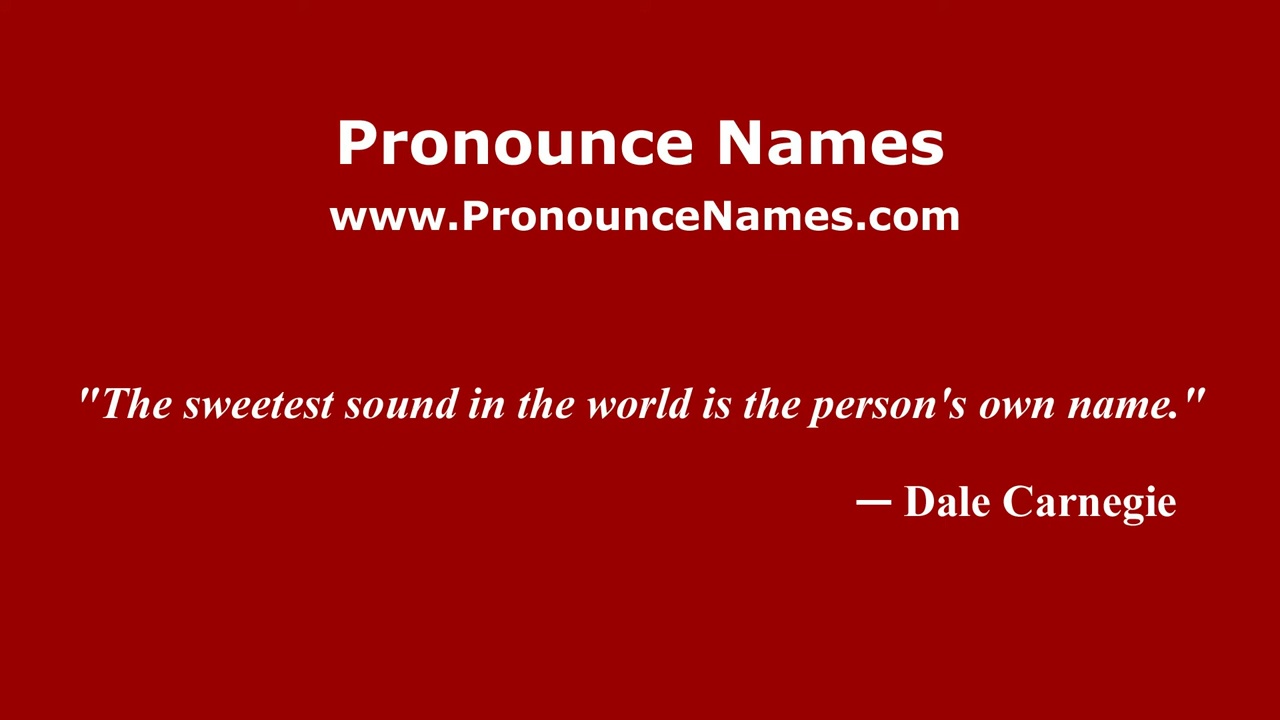 Pronounce Names
www.PronounceNames.com
"The sweetest sound in the world is the person's own name."
— Dale Carnegie